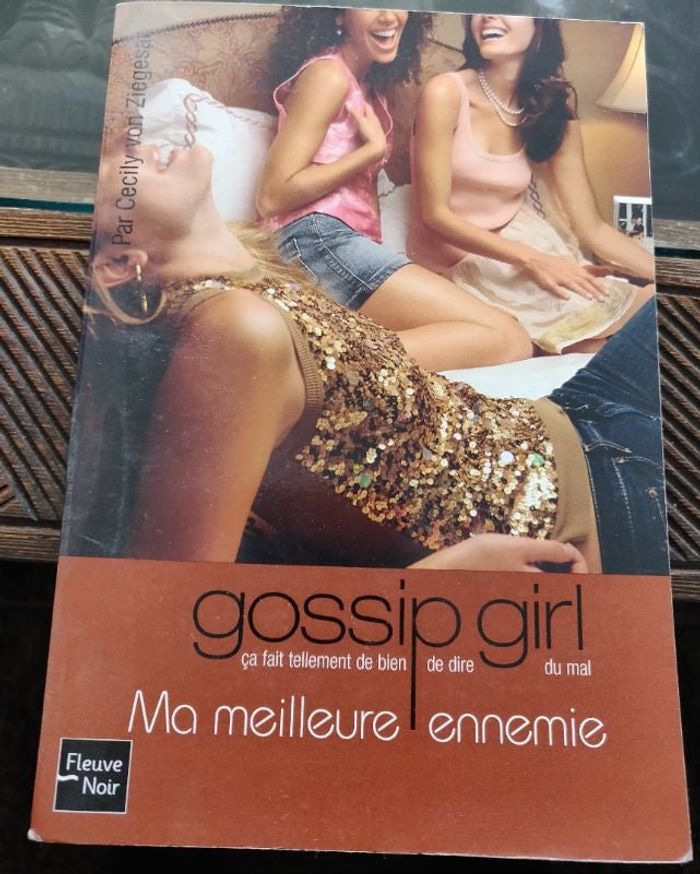 Par Cecily von Ziegesar
gossip girl
ça fait tellement de bien de dire du mal
Ma meilleure ennemie
Fleuve
Noir